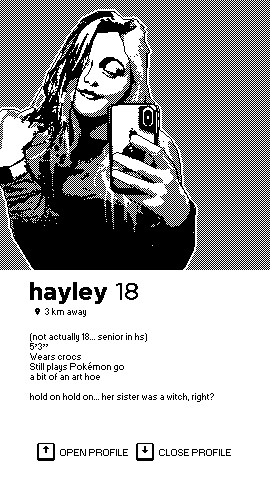 hayley 18
3 km away
(not actually 18... senior in hs)
5'3"
Wears crocs
Still plays Pokémon go
a bit of an art hoe
hold on hold on... her sister was a witch, right?
OPEN PROFILE CLOSE PROFILE